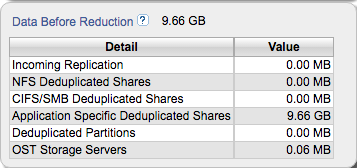 Data Before Reduction ? 9.66 GB
Detail Value
Incoming Replication 0.00 MB
NFS Deduplicated Shares 0.00 MB
CIFS/SMB Deduplicated Shares 0.00 MB
Application Specific Deduplicated Shares 9.66 GB
Deduplicated Partitions 0.00 MB
OST Storage Servers 0.06 MB